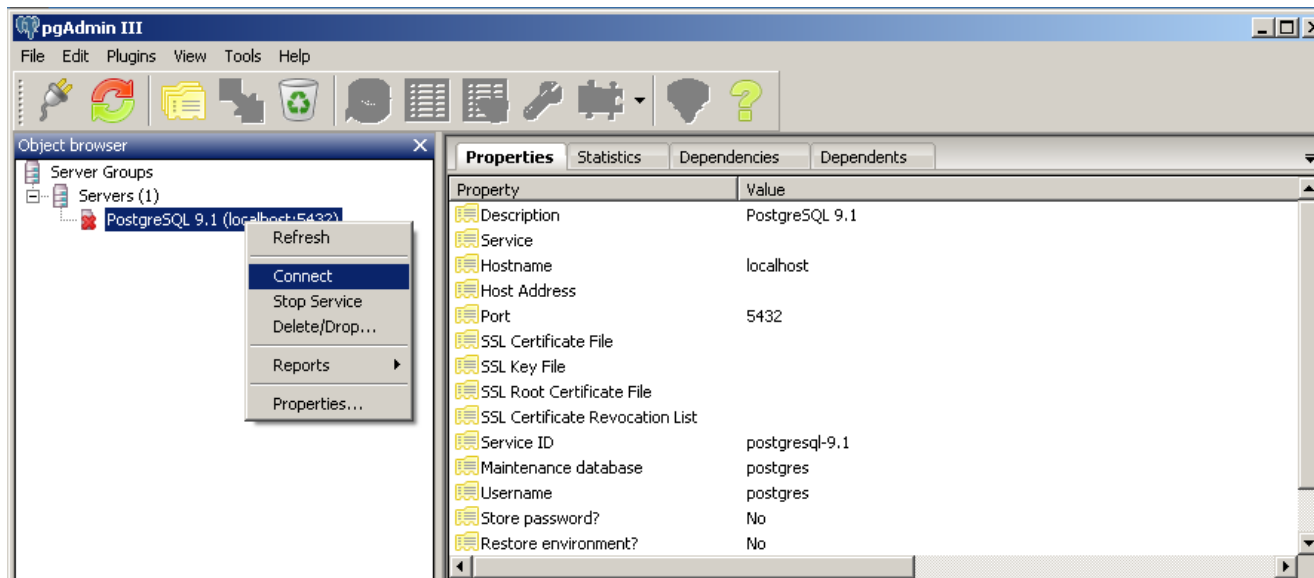 pgAdmin III
File Edit Plugins View Tools Help
Object browser
Server Groups
Servers (1)
PostgreSQL 9.1 (localhost:5432)
Refresh
Connect
Stop Service
Delete/Drop...
Reports
Properties...
Properties Statistics Dependencies Dependents
Property Value
Description PostgreSQL 9.1
Service
Hostname localhost
Host Address
Port 5432
SSL Certificate File
SSL Key File
SSL Root Certificate File
SSL Certificate Revocation List
Service ID postgresql-9.1
Maintenance database postgres
Username postgres
Store password? No
Restore environment? No